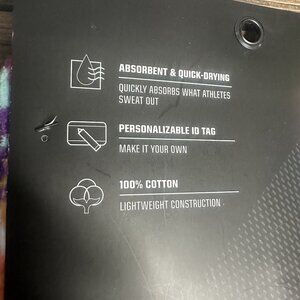 ABSORBENT & QUICK-DRYING
QUICKLY ABSORBS WHAT ATHLETES
SWEAT OUT
PERSONALIZABLE ID TAG
MAKE IT YOUR OWN
100% COTTON
LIGHTWEIGHT CONSTRUCTION